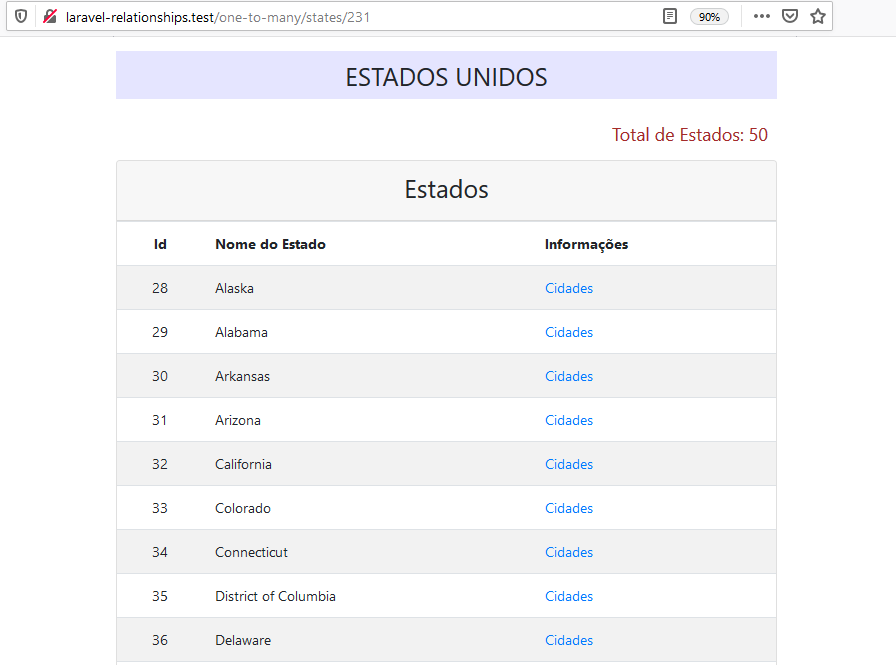 laravel-relationships.test/one-to-many/states/231 90%
ESTADOS UNIDOS
Total de Estados: 50
Estados
Id Nome do Estado Informações
28 Alaska Cidades
29 Alabama Cidades
30 Arkansas Cidades
31 Arizona Cidades
32 California Cidades
33 Colorado Cidades
34 Connecticut Cidades
35 District of Columbia Cidades
36 Delaware Cidades